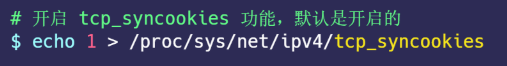 # 开启 tcp_syncookies 功能，默认是开启的
$ echo 1 > /proc/sys/net/ipv4/tcp_syncookies